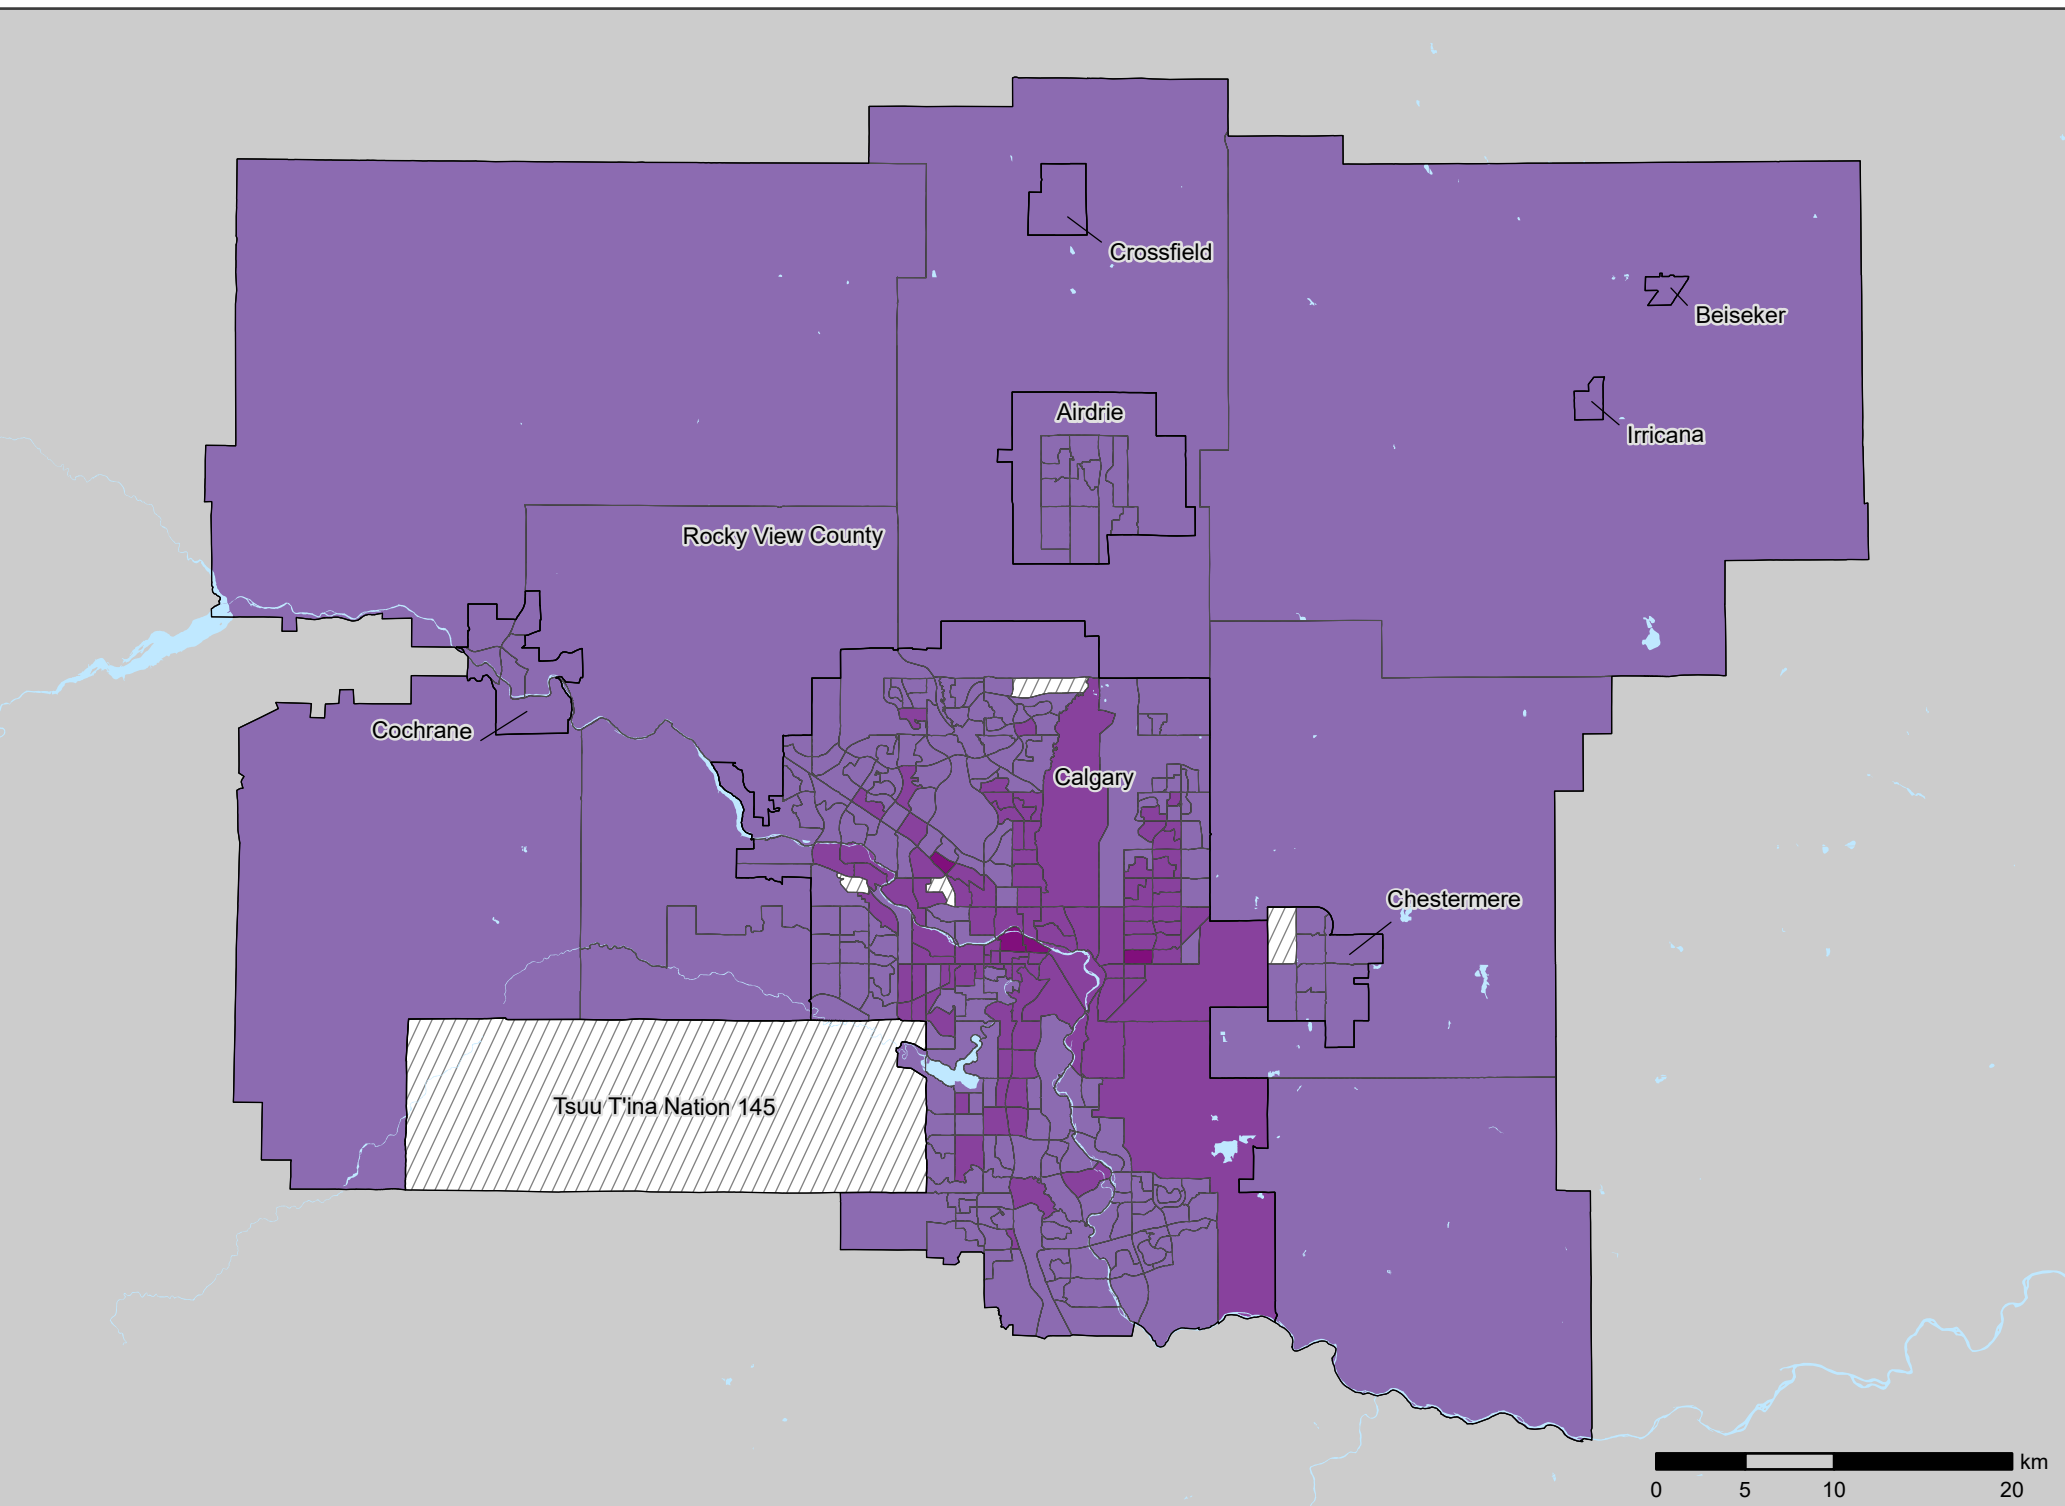 Crossfield
Beiseker
Airdrie
Irricana
Rocky View County
Cochrane
Calgary
Chestermere
Tsuu T'ina Nation 145
km
0 5 10 20